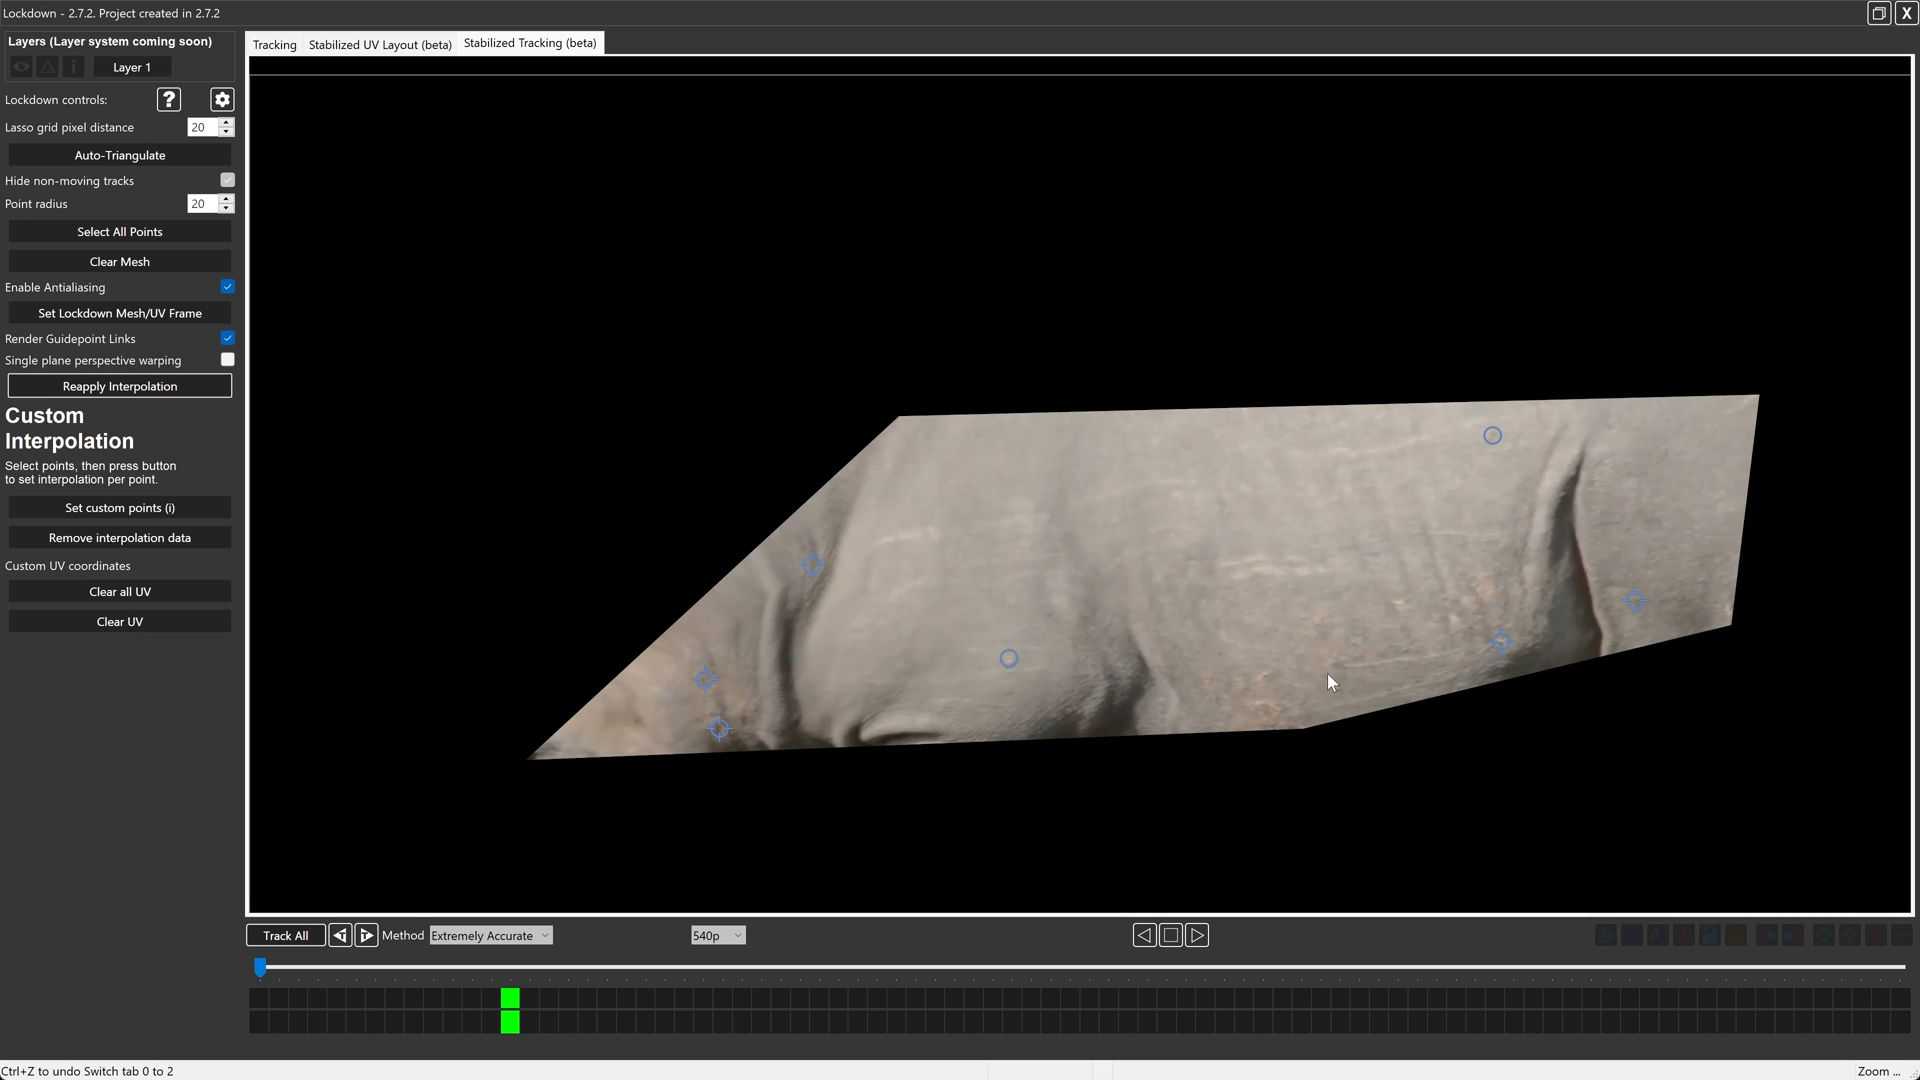 Lockdown - 2.7.2. Project created in 2.7.2
X
Layers (Layer system coming soon)
Layer 1
Tracking
Stabilized UV Layout (beta)
Stabilized Tracking (beta)
Lockdown controls:
?
Lasso grid pixel distance
20
Auto-Triangulate
Hide non-moving tracks
Point radius
20
Select All Points
Clear Mesh
Enable Antialiasing
Set Lockdown Mesh/UV Frame
Render Guidepoint Links
Single plane perspective warping
Reapply Interpolation
Custom
Interpolation
Select points, then press button
to set interpolation per point.
Set custom points (i)
Remove interpolation data
Custom UV coordinates
Clear all UV
Clear UV
Track All
Method
Extremely Accurate
540p
Ctrl+Z to undo Switch tab 0 to 2
Zoom ...